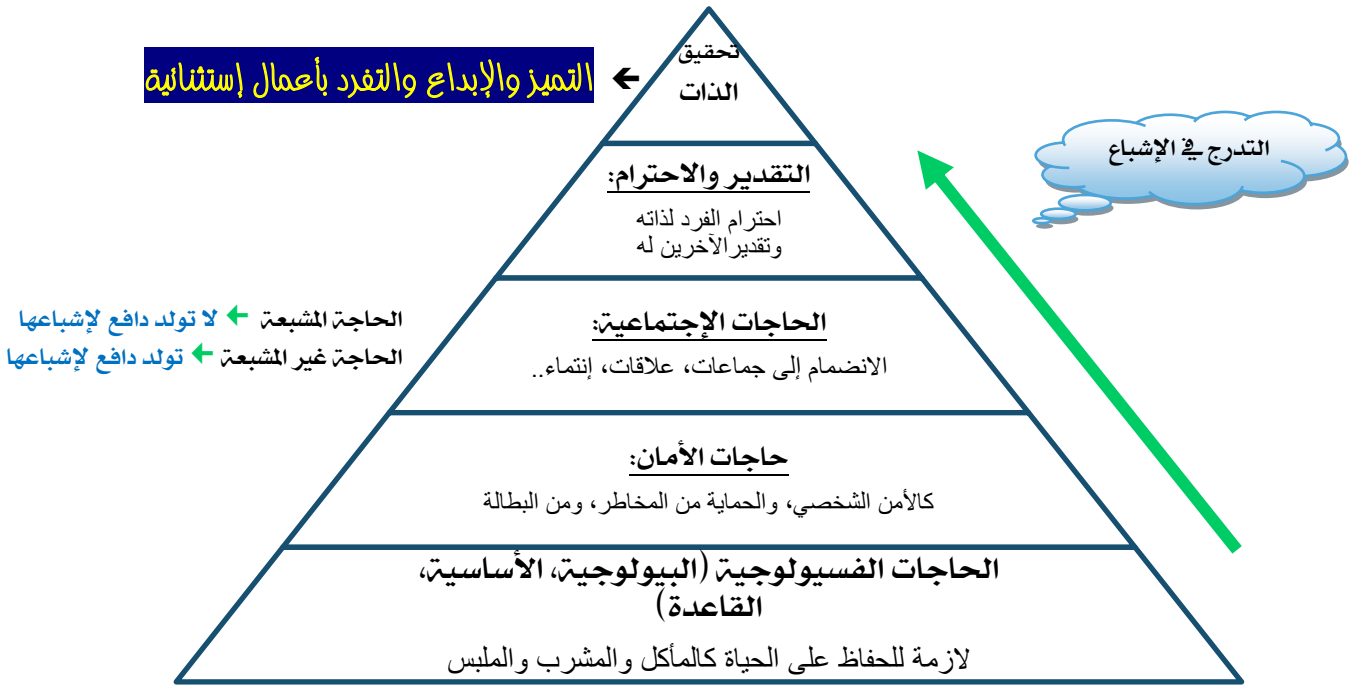 تحقيق
الذات
← التميز والإبداع والتفرد بأعمال إستثنائية
التدرج في الإشباع
التقدير والاحترام:
احترام الفرد لذاته
وتقدير الآخرين له
الحاجات الإجتماعية:
الانضمام إلى جماعات، علاقات، إنتماء..
الحاجة المشبعة ← لا تولد دافع لإشباعها
الحاجة غير المشبعة ← تولد دافع لإشباعها
حاجات الأمان:
كالأمن الشخصي، والحماية من المخاطر، ومن البطالة
الحاجات الفسيولوجية (البيولوجية، الأساسية،
القاعدة)
لازمة للحفاظ على الحياة كالمأكل والمشرب والملبس